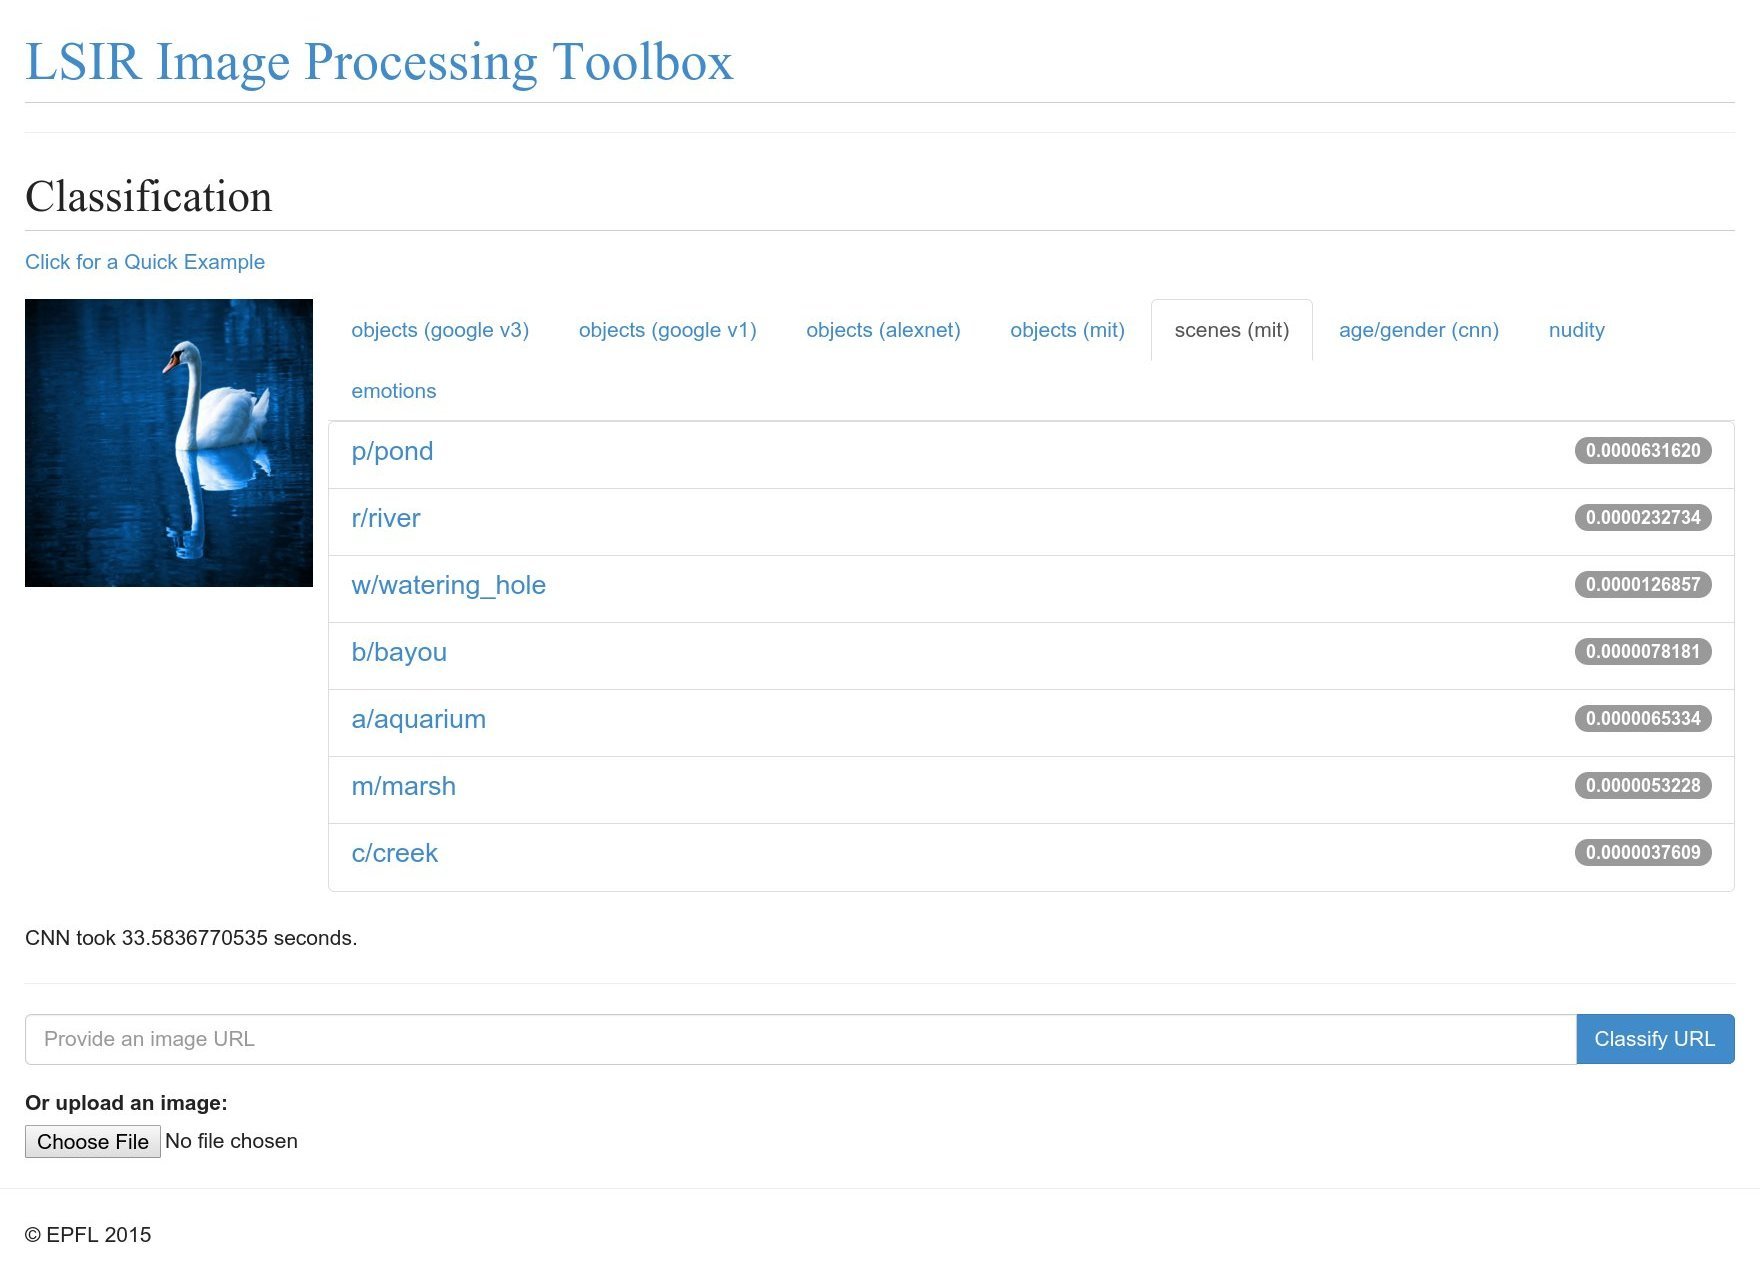 LSIR Image Processing Toolbox
Classification
Click for a Quick Example
objects (google v3) objects (google v1) objects (alexnet) objects (mit) scenes (mit) age/gender (cnn) nudity
emotions
p/pond 0.0000631620
r/river 0.0000232734
w/watering_hole 0.0000126857
b/bayou 0.0000078181
a/aquarium 0.0000065334
m/marsh 0.0000053228
c/creek 0.0000037609
CNN took 33.5836770535 seconds.
Provide an image URL Classify URL
Or upload an image:
Choose File No file chosen
© EPFL 2015